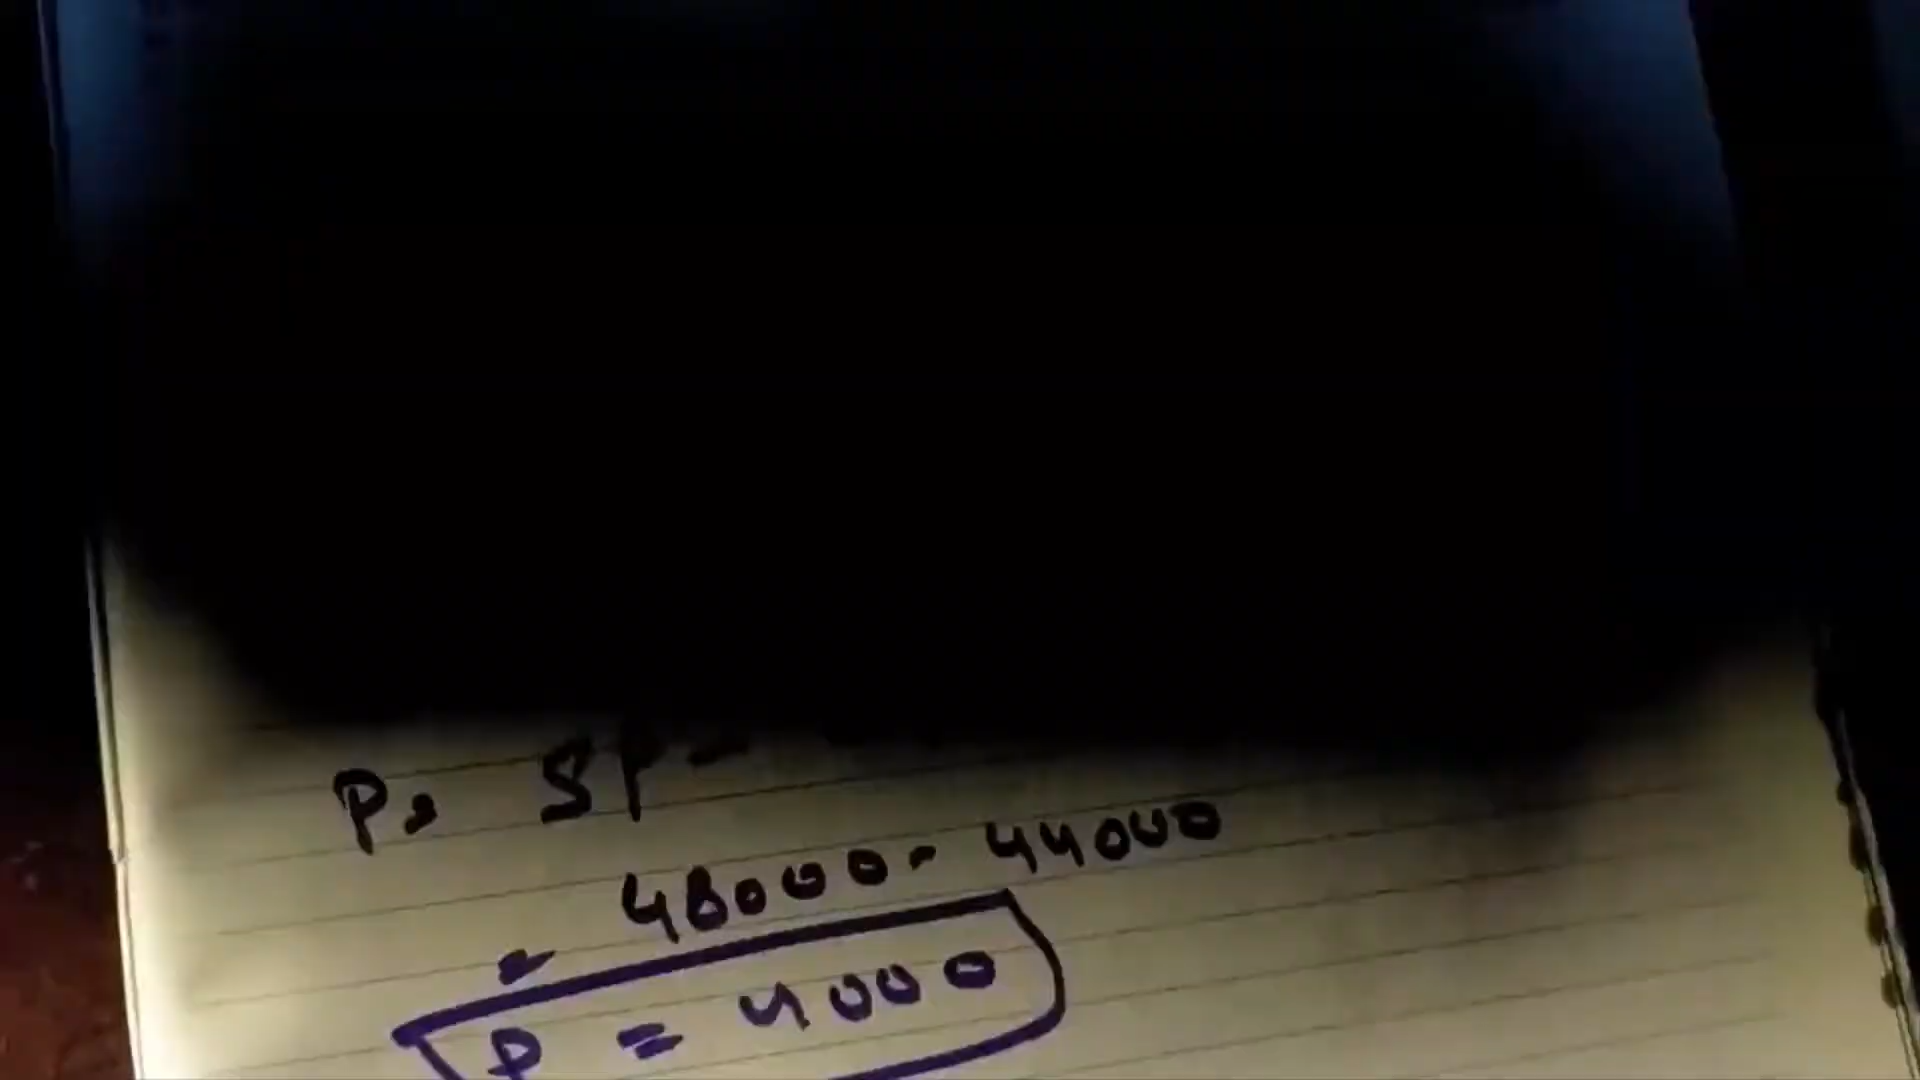 P = SP -
= 48000 - 44000
P = 4000